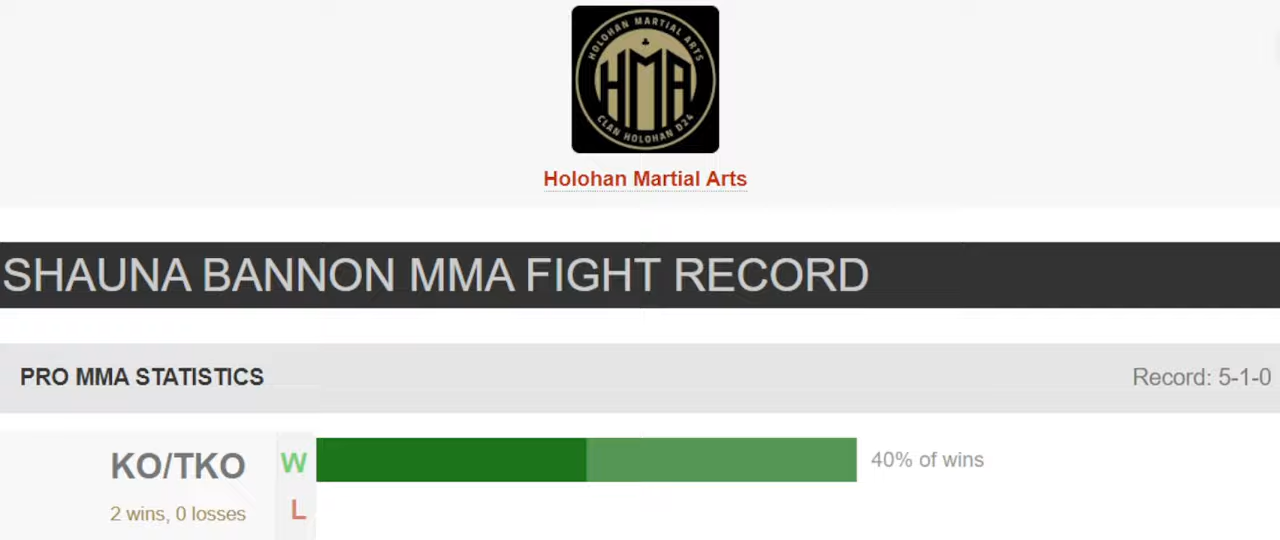 HOLOHAN MARTIAL ARTS
HMA
CLAN HOLOHAN D24
Holohan Martial Arts
SHAUNA BANNON MMA FIGHT RECORD
PRO MMA STATISTICS
Record: 5-1-0
KO/TKO
W
40% of wins
2 wins, 0 losses
L